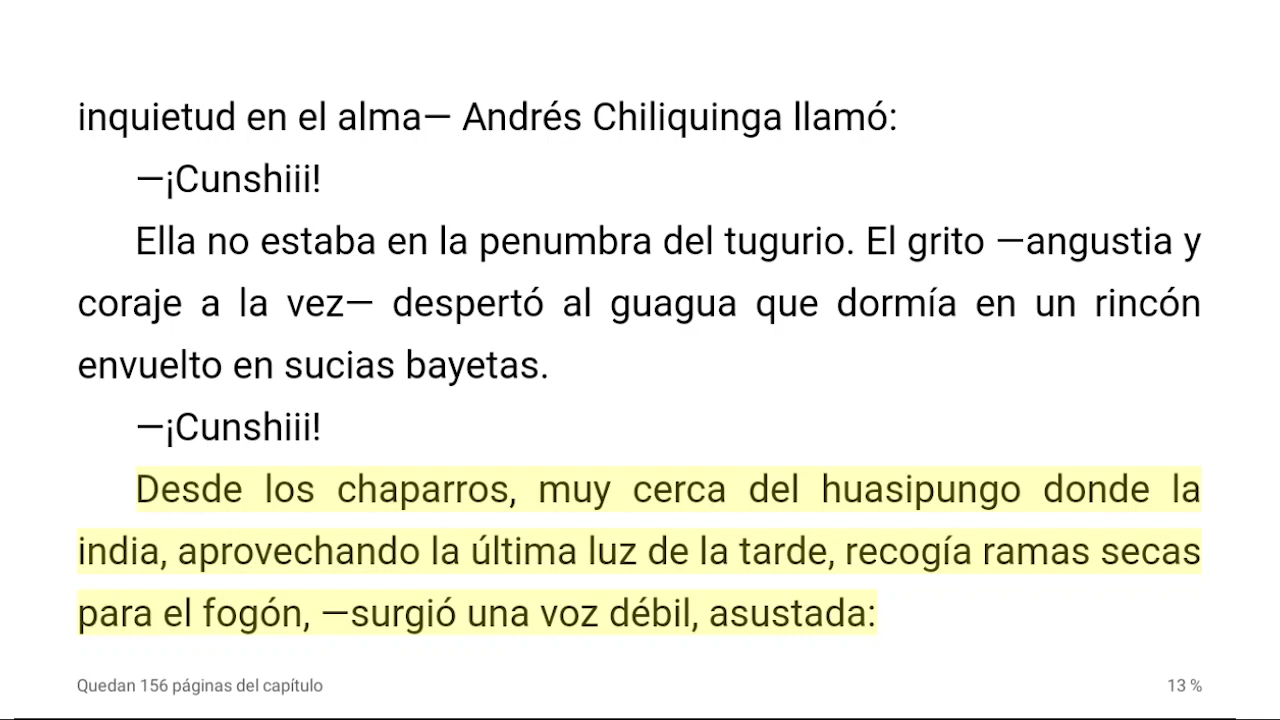 inquietud en el alma— Andrés Chiliquinga llamó:
—¡Cunshiii!
Ella no estaba en la penumbra del tugurio. El grito —angustia y
coraje a la vez— despertó al guagua que dormía en un rincón
envuelto en sucias bayetas.
—¡Cunshiii!
Desde los chaparros, muy cerca del huasipungo donde la
india, aprovechando la última luz de la tarde, recogía ramas secas
para el fogón, —surgió una voz débil, asustada:
Quedan 156 páginas del capítulo
13 %